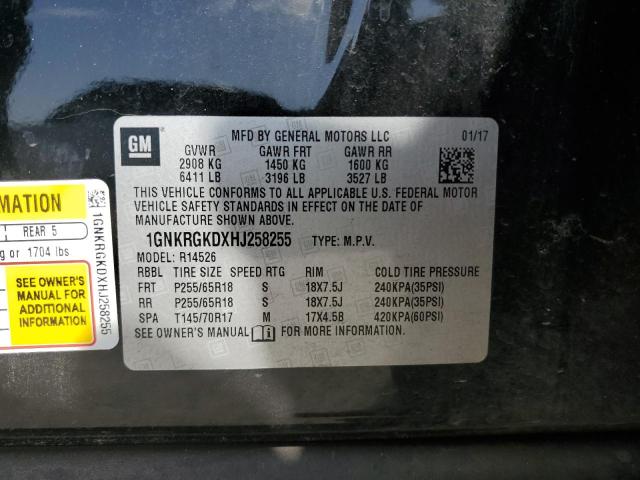 GM
MFD BY GENERAL MOTORS LLC 01/17
GVWR GAWR FRT GAWR RR
2908 KG 1450 KG 1600 KG
6411 LB 3196 LB 3527 LB
THIS VEHICLE CONFORMS TO ALL APPLICABLE U.S. FEDERAL MOTOR
VEHICLE SAFETY STANDARDS IN EFFECT ON THE DATE OF
MANUFACTURE SHOWN ABOVE.
1GNKRGKDXHJ258255 TYPE: M.P.V.
MODEL: R14526
RBBL TIRE SIZE SPEED RTG RIM COLD TIRE PRESSURE
FRT P255/65R18 S 18X7.5J 240KPA(35PSI)
RR P255/65R18 S 18X7.5J 240KPA(35PSI)
SPA T145/70R17 M 17X4.5B 420KPA(60PSI)
SEE OWNER'S MANUAL FOR MORE INFORMATION.
MATION
REAR 5
g or 1704 lbs
SEE OWNER'S
MANUAL FOR
ADDITIONAL
INFORMATION
1GNKRGKDXHJ258255